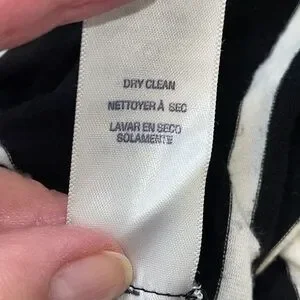 DRY CLEAN
NETTOYER À SEC
LAVAR EN SECO
SOLAMENTE